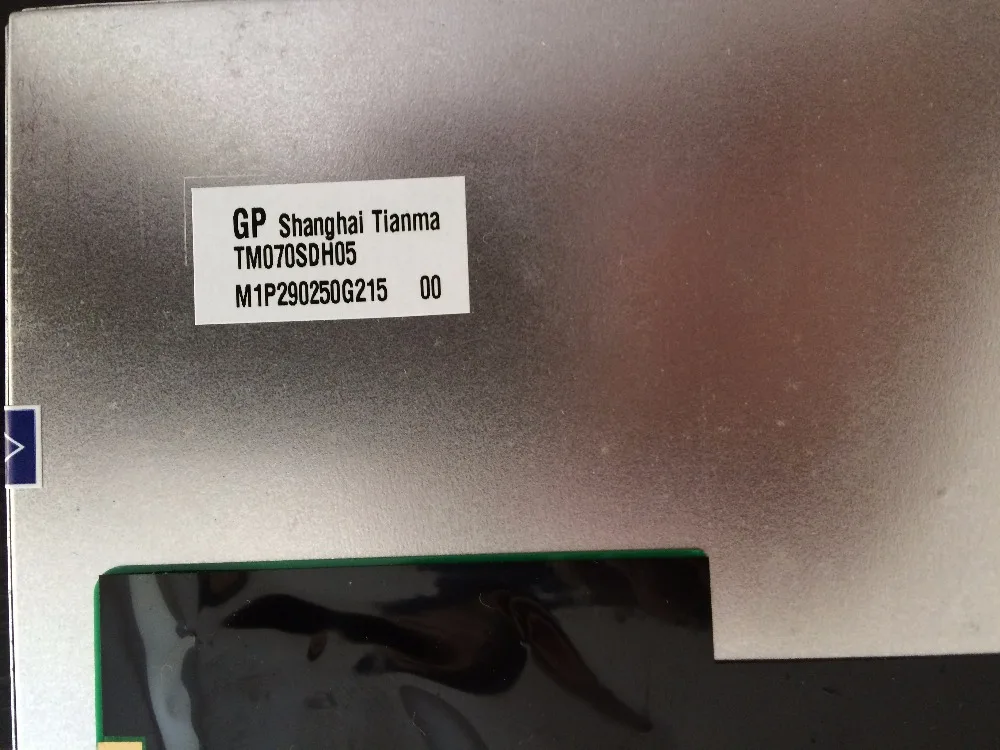 GP Shanghai Tianma
TM070SDH05
M1P290250G215 00